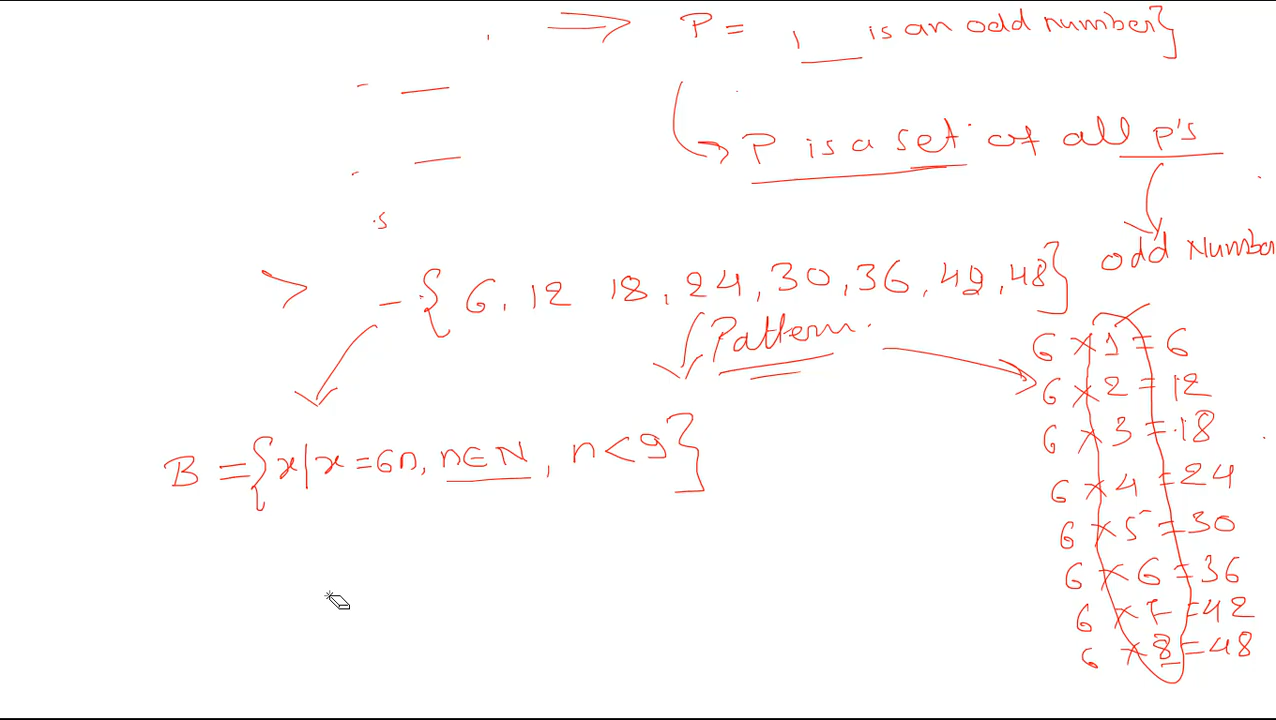 P = , is an odd number}
P is a set of all p's
odd Number
- { 6, 12 18, 24, 30, 36, 42, 48}
Pattern.
B = {x | x = 6n, n∈N, n < 9}
6 × 1 = 6
6 × 2 = 12
6 × 3 = 18
6 × 4 = 24
6 × 5 = 30
6 × 6 = 36
6 × 7 = 42
6 × 8 = 48